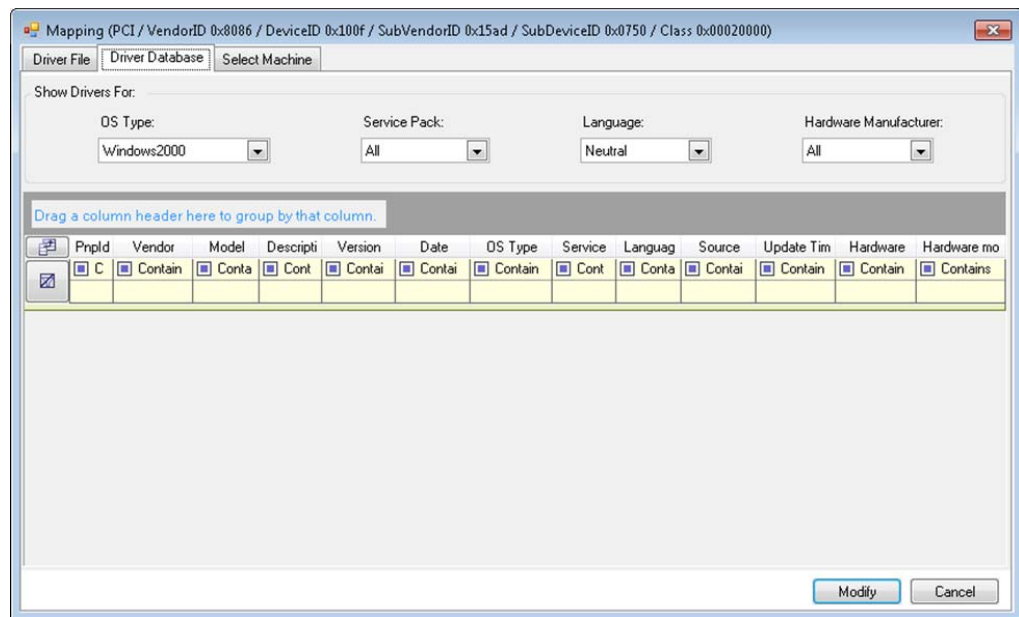 Mapping (PCI / VendorID 0x8086 / DeviceID 0x100f / SubVendorID 0x15ad / SubDeviceID 0x0750 / Class 0x00020000)
Driver File Driver Database Select Machine
Show Drivers For:
OS Type: Service Pack: Language: Hardware Manufacturer:
Windows2000 All Neutral All
Drag a column header here to group by that column.
PnpId Vendor Model Descripti Version Date OS Type Service Languag Source Update Tim Hardware Hardware mo
C Contain Conta Cont Contai Contai Contain Cont Conta Contai Contain Contain Contains
Modify Cancel